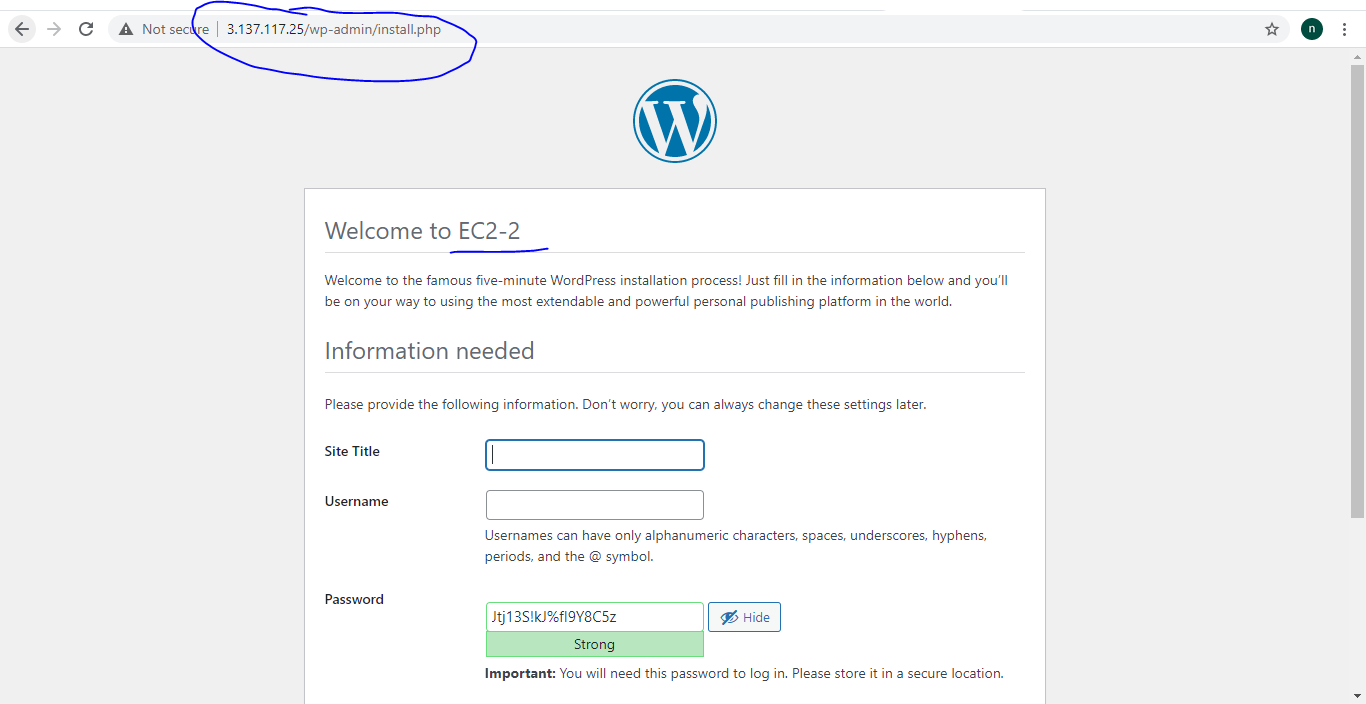 Not secure 3.137.117.25/wp-admin/install.php n
W
Welcome to EC2-2
Welcome to the famous five-minute WordPress installation process! Just fill in the information below and you’ll
be on your way to using the most extendable and powerful personal publishing platform in the world.
Information needed
Please provide the following information. Don’t worry, you can always change these settings later.
Site Title
Username
Usernames can have only alphanumeric characters, spaces, underscores, hyphens,
periods, and the @ symbol.
Password Jtj13S!kJ%fI9Y8C5z Hide
Strong
Important: You will need this password to log in. Please store it in a secure location.